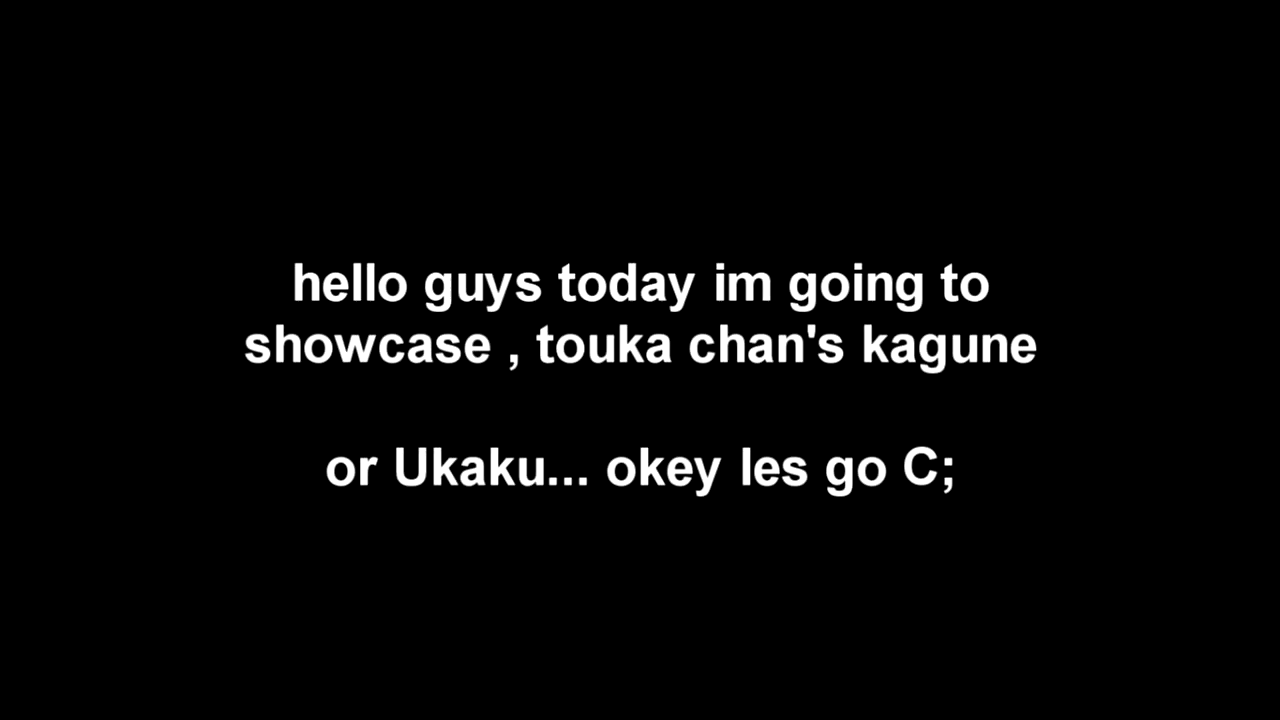 hello guys today im going to
showcase , touka chan's kagune
or Ukaku... okey les go C;